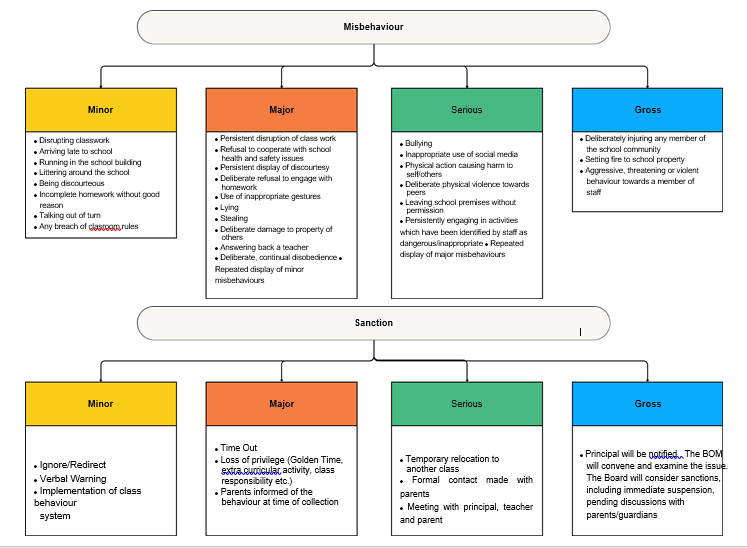 Misbehaviour
Minor
• Disrupting classwork
• Arriving late to school
• Running in the school building
• Littering around the school
• Being discourteous
• Incomplete homework without good
reason
• Talking out of turn
• Any breach of clasroom rules
Major
• Persistent disruption of class work
• Refusal to cooperate with school
health and safety issues
• Persistent display of discourtesy
• Deliberate refusal to engage with
homework
• Use of inappropriate gestures
• Lying
• Stealing
• Deliberate damage to property of
others
• Answering back a teacher
• Deliberate, continual disobedience •
Repeated display of minor
misbehaviours
Serious
• Bullying
• Inappropriate use of social media
• Physical action causing harm to
self/others
• Deliberate physical violence towards
peers
• Leaving school premises without
permission
• Persistently engaging in activities
which have been identified by staff as
dangerous/inappropriate • Repeated
display of major misbehaviours
Gross
• Deliberately injuring any member of
the school community
• Setting fire to school property
• Aggressive, threatening or violent
behaviour towards a member of
staff
Sanction
Minor
• Ignore/Redirect
• Verbal Warning
• Implementation of class
behaviour
system
Major
• Time Out
• Loss of privilege (Golden Time,
extra curricular activity, class
responsibility etc.)
• Parents informed of the
behaviour at time of collection
Serious
• Temporary relocation to
another class
• Formal contact made with
parents
• Meeting with principal, teacher
and parent
Gross
• Principal will be notified.. The BOM
will convene and examine the issue.
The Board will consider sanctions,
including immediate suspension,
pending discussions with
parents/guardians